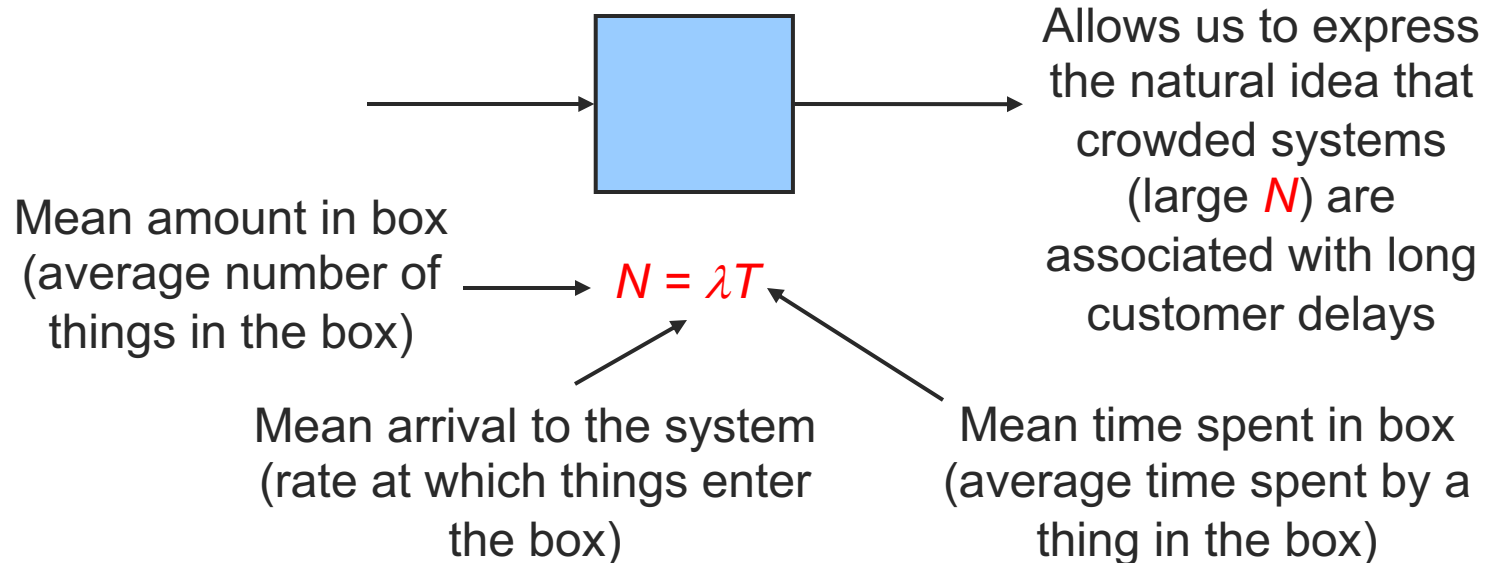 Allows us to express
the natural idea that
crowded systems
(large N) are
associated with long
customer delays
Mean amount in box
(average number of
things in the box)
N = λT
Mean arrival to the system
(rate at which things enter
the box)
Mean time spent in box
(average time spent by a
thing in the box)